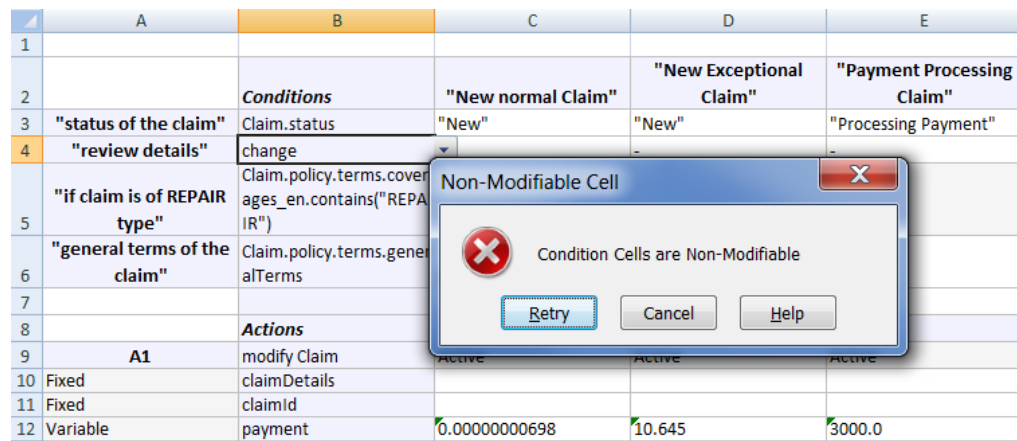 A B C D E
1
"New Exceptional "Payment Processing
2 Conditions "New normal Claim" Claim" Claim"
3 "status of the claim" Claim.status "New" "New" "Processing Payment"
4 "review details" change - -
Claim.policy.terms.cover
"if claim is of REPAIR ages_en.contains("REPA
5 type" IR")
"general terms of the Claim.policy.terms.gener
6 claim" alTerms
Non-Modifiable Cell
Condition Cells are Non-Modifiable
Retry Cancel Help
7
8 Actions
9 A1 modify Claim Active Active Active
10 Fixed claimDetails
11 Fixed claimId
12 Variable payment 0.00000000698 10.645 3000.0